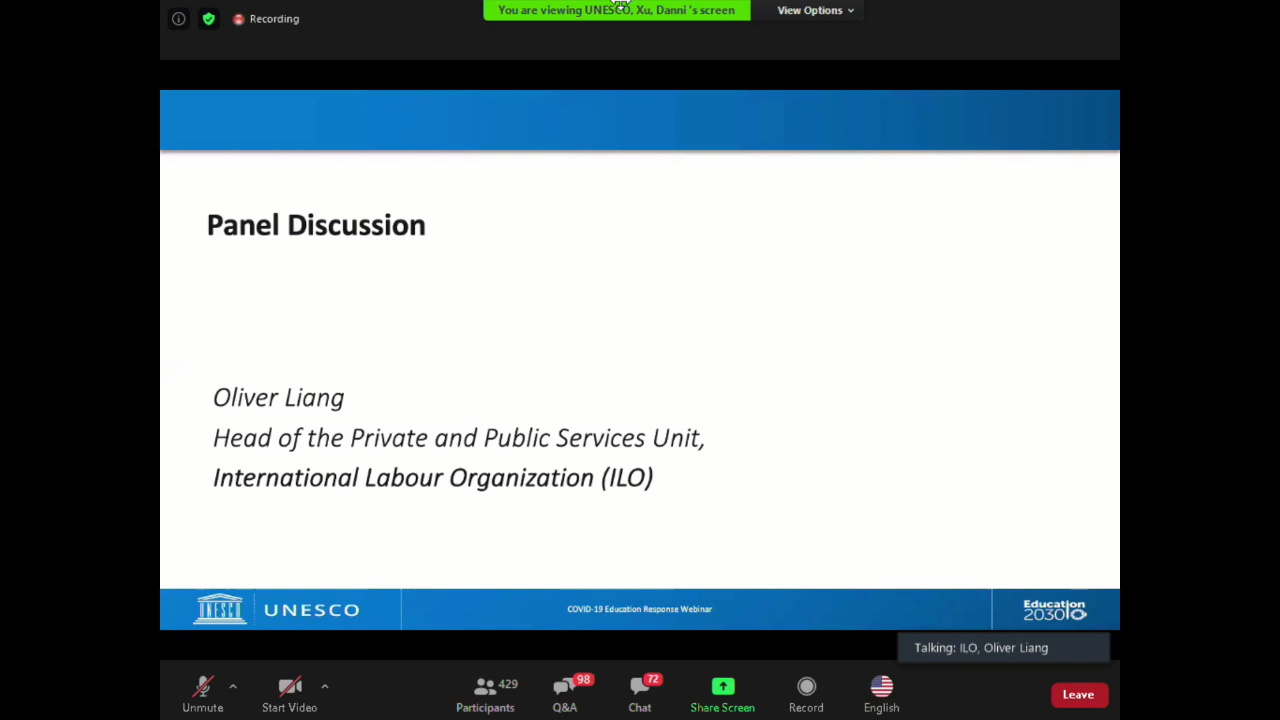 Recording
You are viewing UNESCO, Xu, Danni 's screen
View Options
Panel Discussion
Oliver Liang
Head of the Private and Public Services Unit,
International Labour Organization (ILO)
UNESCO
UNESCO
COVID-19 Education Response Webinar
Education
2030
Talking: ILO, Oliver Liang
Unmute
Start Video
429
Participants
98
Q&A
72
Chat
Share Screen
Record
English
Leave